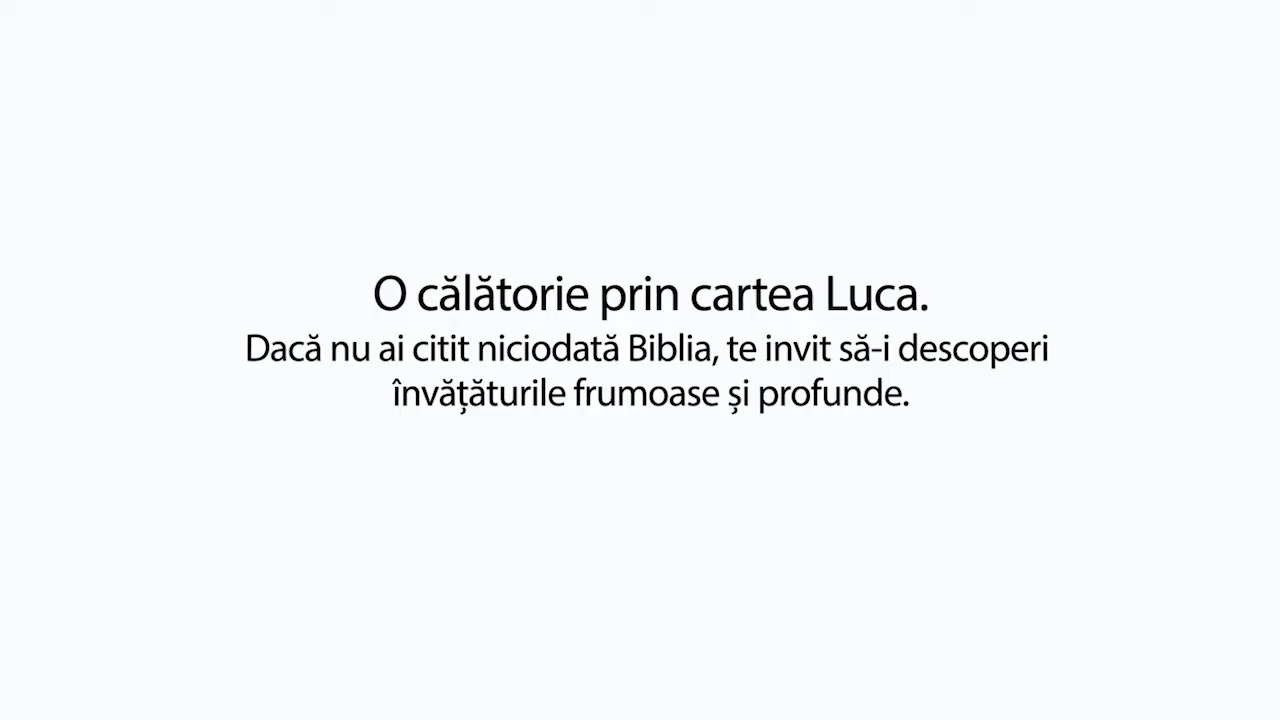 O călătorie prin cartea Luca.
Dacă nu ai citit niciodată Biblia, te invit să-i descoperi
învățăturile frumoase și profunde.